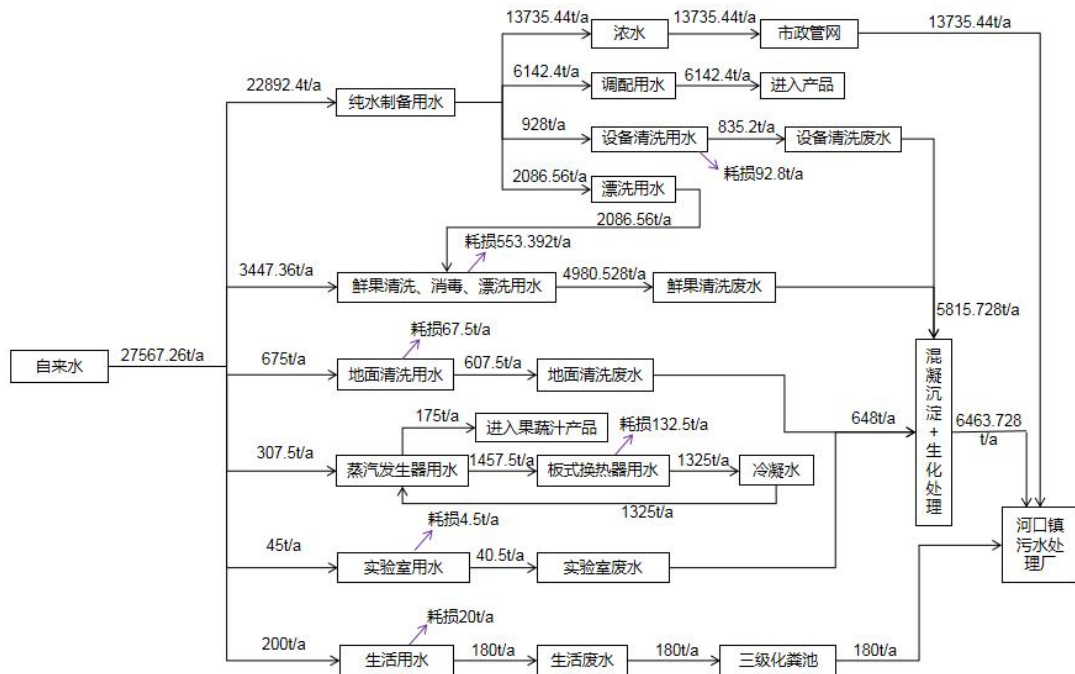 13735.44t/a
浓水
13735.44t/a
市政管网
13735.44t/a
22892.4t/a
纯水制备用水
6142.4t/a
调配用水
6142.4t/a
进入产品
928t/a
设备清洗用水
835.2t/a
设备清洗废水
耗损92.8t/a
2086.56t/a
漂洗用水
2086.56t/a
耗损553.392t/a
3447.36t/a
鲜果清洗、消毒、漂洗用水
4980.528t/a
鲜果清洗废水
5815.728t/a
自来水
27567.26t/a
耗损67.5t/a
675t/a
地面清洗用水
607.5t/a
地面清洗废水
648t/a
混凝沉淀+生化处理
6463.728
t/a
175t/a
进入果蔬汁产品
耗损132.5t/a
307.5t/a
蒸汽发生器用水
1457.5t/a
板式换热器用水
1325t/a
冷凝水
1325t/a
耗损4.5t/a
45t/a
实验室用水
40.5t/a
实验室废水
河口镇
污水处
理厂
耗损20t/a
200t/a
生活用水
180t/a
生活废水
180t/a
三级化粪池
180t/a